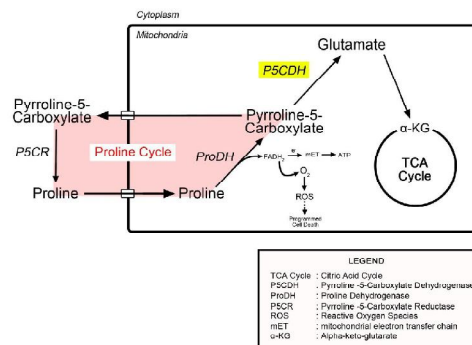 Cytoplasm
Mitochondria
Glutamate
P5CDH
Pyrroline-5-
Carboxylate
Pyrroline-5-
Carboxylate
α-KG
P5CR
Proline Cycle
ProDH
FADH2
e-
mET
ATP
TCA
Cycle
O2
Proline
Proline
ROS
Programmed
Cell Death
LEGEND
TCA Cycle : Citric Acid Cycle
P5CDH : Pyrroline -5-Carboxylate Dehydrogenase
ProDH : Proline Dehydrogenase
P5CR : Pyrroline -5-Carboxylate Reductase
ROS : Reactive Oxygen Species
mET : mitochondrial electron transfer chain
α-KG : Alpha-keto-glutarate